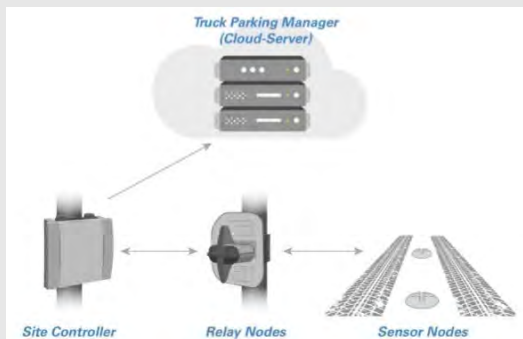 Truck Parking Manager
(Cloud-Server)
Site Controller
Relay Nodes
Sensor Nodes